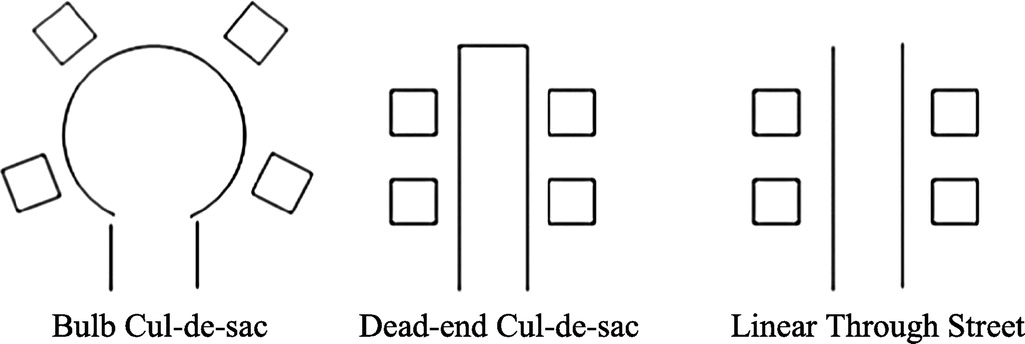 Bulb Cul-de-sac
Dead-end Cul-de-sac
Linear Through Street